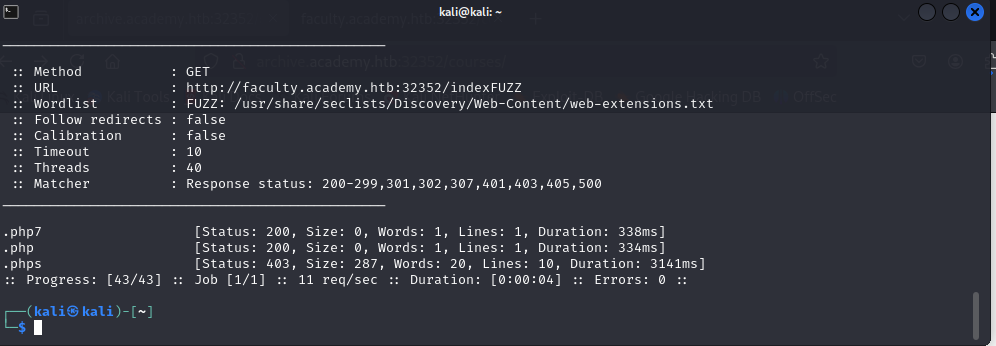 kali@kali: ~
:: Method : GET
:: URL : http://faculty.academy.htb:32352/indexFUZZ
:: Wordlist : FUZZ: /usr/share/seclists/Discovery/Web-Content/web-extensions.txt
:: Follow redirects : false
:: Calibration : false
:: Timeout : 10
:: Threads : 40
:: Matcher : Response status: 200-299,301,302,307,401,403,405,500
.php7 [Status: 200, Size: 0, Words: 1, Lines: 1, Duration: 338ms]
.php [Status: 200, Size: 0, Words: 1, Lines: 1, Duration: 334ms]
.phps [Status: 403, Size: 287, Words: 20, Lines: 10, Duration: 3141ms]
:: Progress: [43/43] :: Job [1/1] :: 11 req/sec :: Duration: [0:00:04] :: Errors: 0 ::
┌──(kali㉿kali)-[~]
└─$